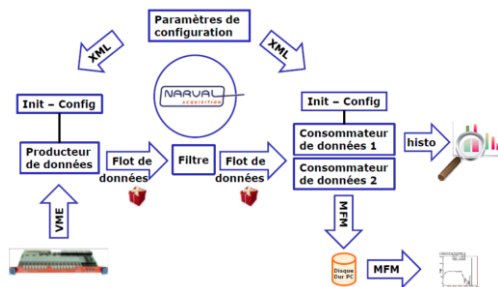 Paramètres de
configuration
XML
XML
NARVAL
ACQUISITION
Init – Config
Init – Config
Producteur
de données
Flot de
données
Filtre
Flot de
données
Consommateur
de données 1
histo
Consommateur
de données 2
VME
MFM
Disque
Dur PC
MFM